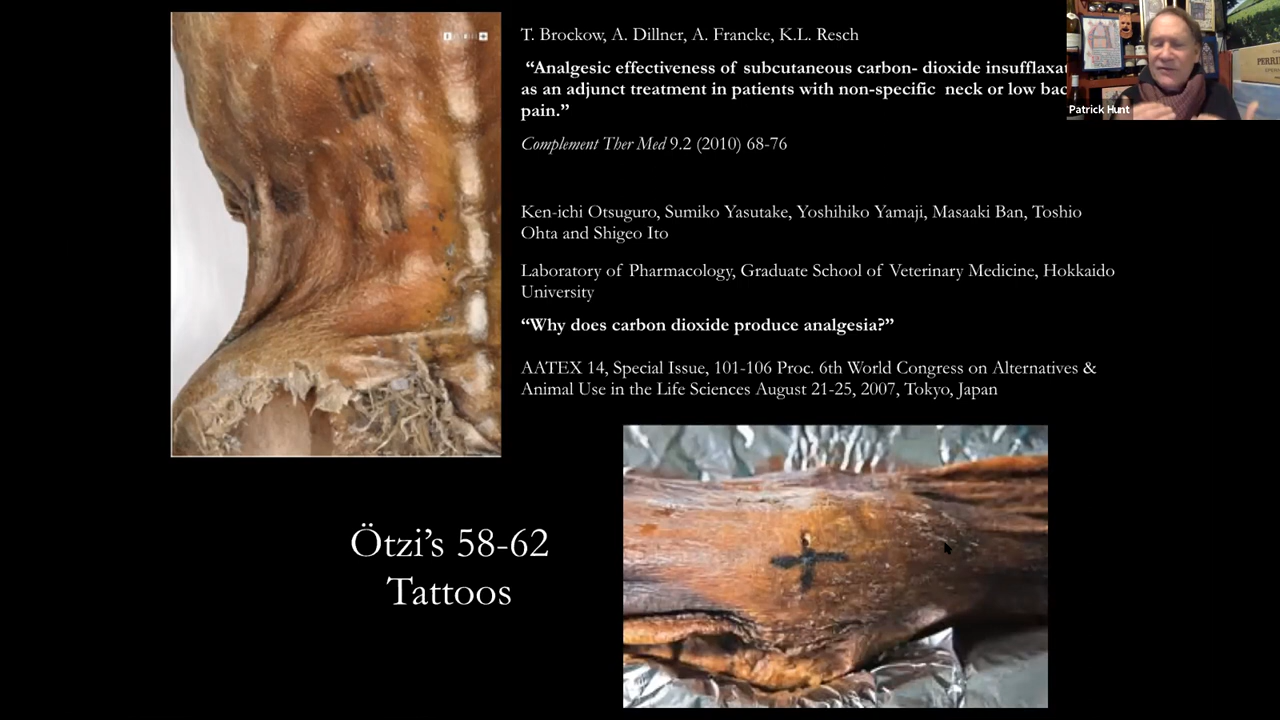 T. Brockow, A. Dillner, A. Francke, K.L. Resch
“Analgesic effectiveness of subcutaneous carbon- dioxide insufflaxa
as an adjunct treatment in patients with non-specific neck or low bac
pain.”
Complement Ther Med 9.2 (2010) 68-76
Ken-ichi Otsuguro, Sumiko Yasutake, Yoshihiko Yamaji, Masaaki Ban, Toshio
Ohta and Shigeo Ito
Laboratory of Pharmacology, Graduate School of Veterinary Medicine, Hokkaido
University
“Why does carbon dioxide produce analgesia?”
AATEX 14, Special Issue, 101-106 Proc. 6th World Congress on Alternatives &
Animal Use in the Life Sciences August 21-25, 2007, Tokyo, Japan
Ötzi’s 58-62
Tattoos
Patrick Hunt